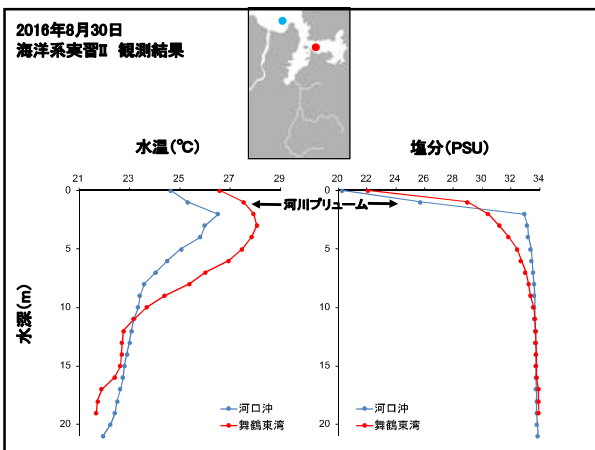 2016年8月30日
海洋系実習Ⅱ 観測結果
水温(℃)
塩分(PSU)
21 23 25 27 29
20 22 24 26 28 30 32 34
0
5
10
15
20
0
5
10
15
20
水深(m)
河川プリューム
河口沖
舞鶴東湾
河口沖
舞鶴東湾